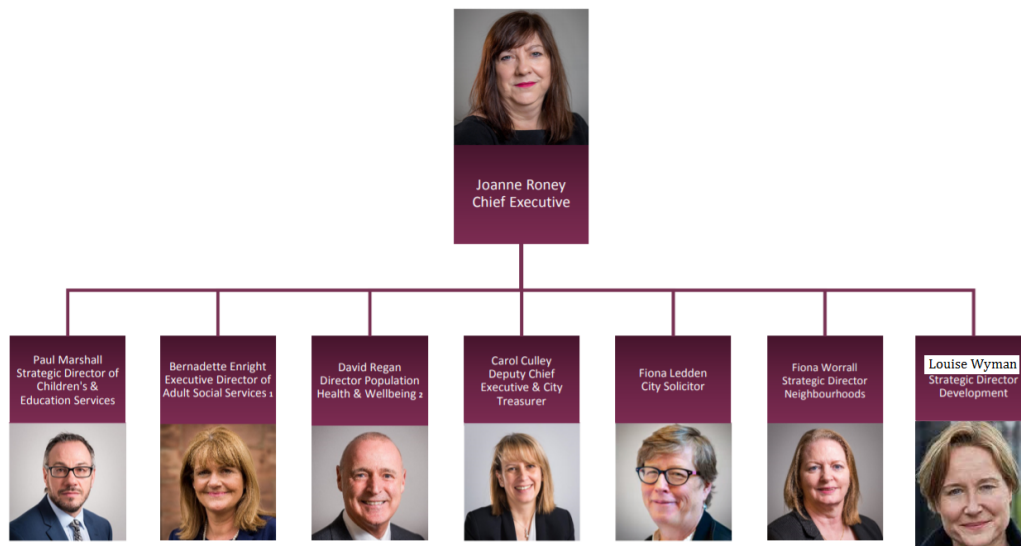 Joanne Roney
Chief Executive
Paul Marshall
Strategic Director of
Children's &
Education Services
Bernadette Enright
Executive Director of
Adult Social Services 1
David Regan
Director Population
Health & Wellbeing 2
Carol Culley
Deputy Chief
Executive & City
Treasurer
Fiona Ledden
City Solicitor
Fiona Worrall
Strategic Director
Neighbourhoods
Louise Wyman
Strategic Director
Development